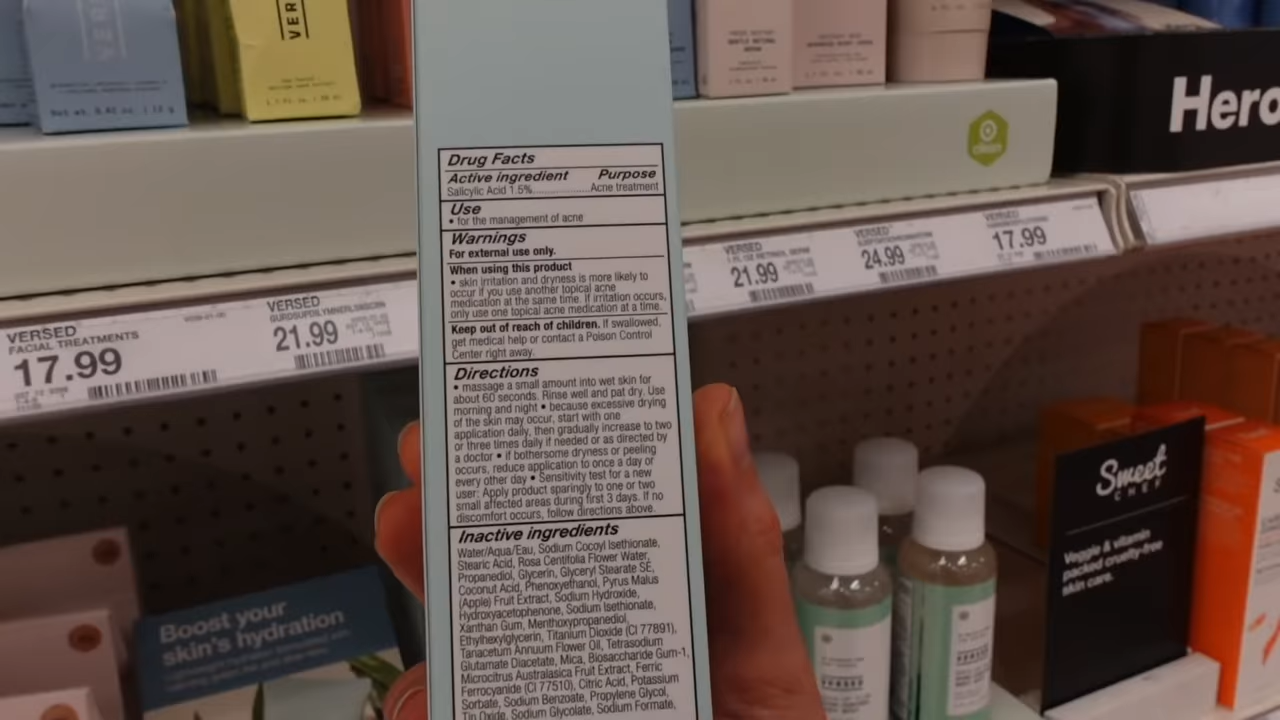 VER
VER
Net wt. 0.42 oz. | 12 g
Hero
clean
Drug Facts
Active ingredient Purpose
Salicylic Acid 1.5%..................Acne treatment
Use
• for the management of acne
Warnings
For external use only.
When using this product
• skin irritation and dryness is more likely to
occur if you use another topical acne
medication at the same time. If irritation occurs,
only use one topical acne medication at a time.
Keep out of reach of children. If swallowed,
get medical help or contact a Poison Control
Center right away.
Directions
• massage a small amount into wet skin for
about 60 seconds. Rinse well and pat dry. Use
morning and night • because excessive drying
of the skin may occur, start with one
application daily, then gradually increase to two
or three times daily if needed or as directed by
a doctor • if bothersome dryness or peeling
occurs, reduce application to once a day or
every other day • Sensitivity test for a new
user: Apply product sparingly to one or two
small affected areas during first 3 days. If no
discomfort occurs, follow directions above.
Inactive ingredients
Water/Aqua/Eau, Sodium Cocoyl Isethionate,
Stearic Acid, Rosa Centifolia Flower Water,
Propanediol, Glycerin, Glyceryl Stearate SE,
Coconut Acid, Phenoxyethanol, Pyrus Malus
(Apple) Fruit Extract, Sodium Hydroxide,
Hydroxyacetophenone, Sodium Isethionate,
Xanthan Gum, Menthoxypropanediol,
Ethylhexylglycerin, Titanium Dioxide (CI 77891),
Tanacetum Annuum Flower Oil, Tetrasodium
Glutamate Diacetate, Mica, Biosaccharide Gum-1,
Microcitrus Australasica Fruit Extract, Ferric
Ferrocyanide (CI 77510), Citric Acid, Potassium
Sorbate, Sodium Benzoate, Propylene Glycol,
Tin Oxide, Sodium Glycolate, Sodium Formate,
VERSED
FACIAL TREATMENTS
17.99
VERSED
21.99
VERSED
21.99
VERSED
24.99
VERSED
17.99
Boost your
skin's hydration
Sweet
CHEF
Veggie & vitamin
packed cruelty-free
skin care.